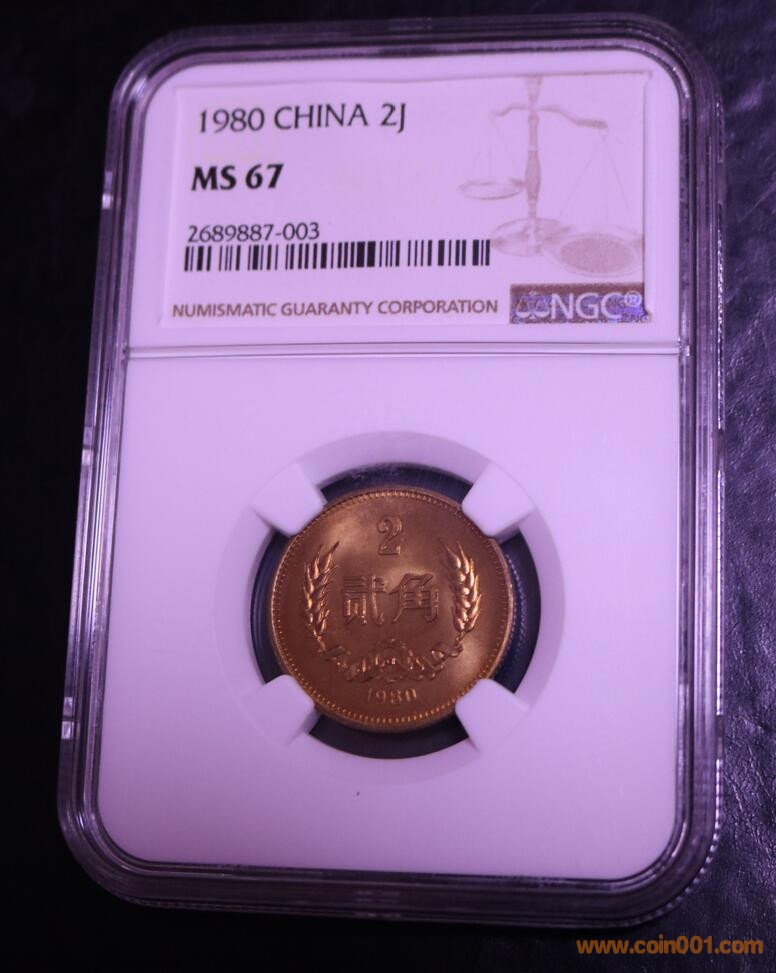 1980 CHINA 2J
MS 67
2689887-003
NUMISMATIC GUARANTY CORPORATION
NGC®
2
贰角
1980
www.coin001.com